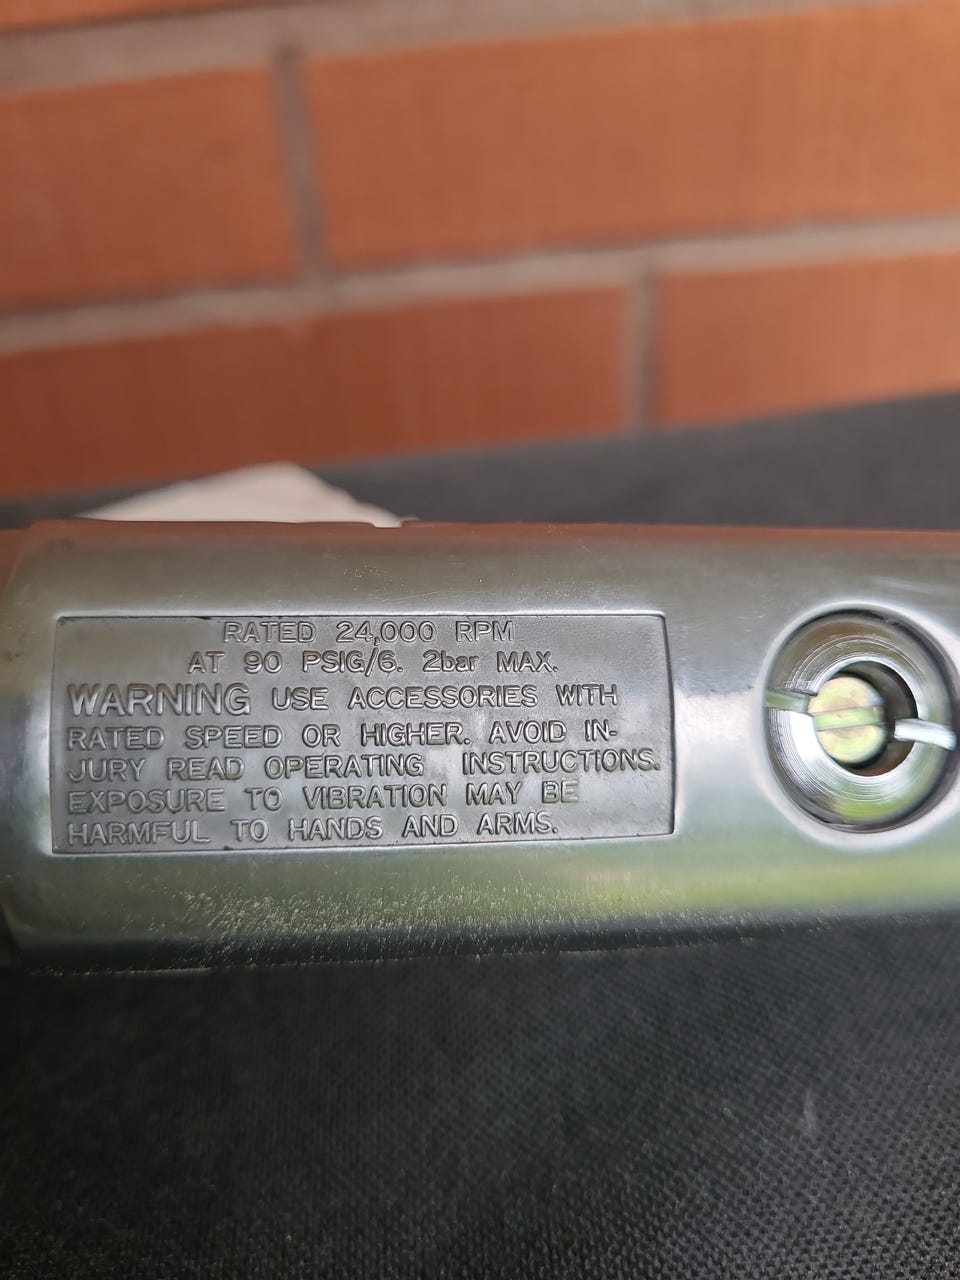 RATED 24,000 RPM
AT 90 PSIG/6. 2bar MAX.
WARNING USE ACCESSORIES WITH
RATED SPEED OR HIGHER. AVOID IN-
JURY READ OPERATING INSTRUCTIONS.
EXPOSURE TO VIBRATION MAY BE
HARMFUL TO HANDS AND ARMS.